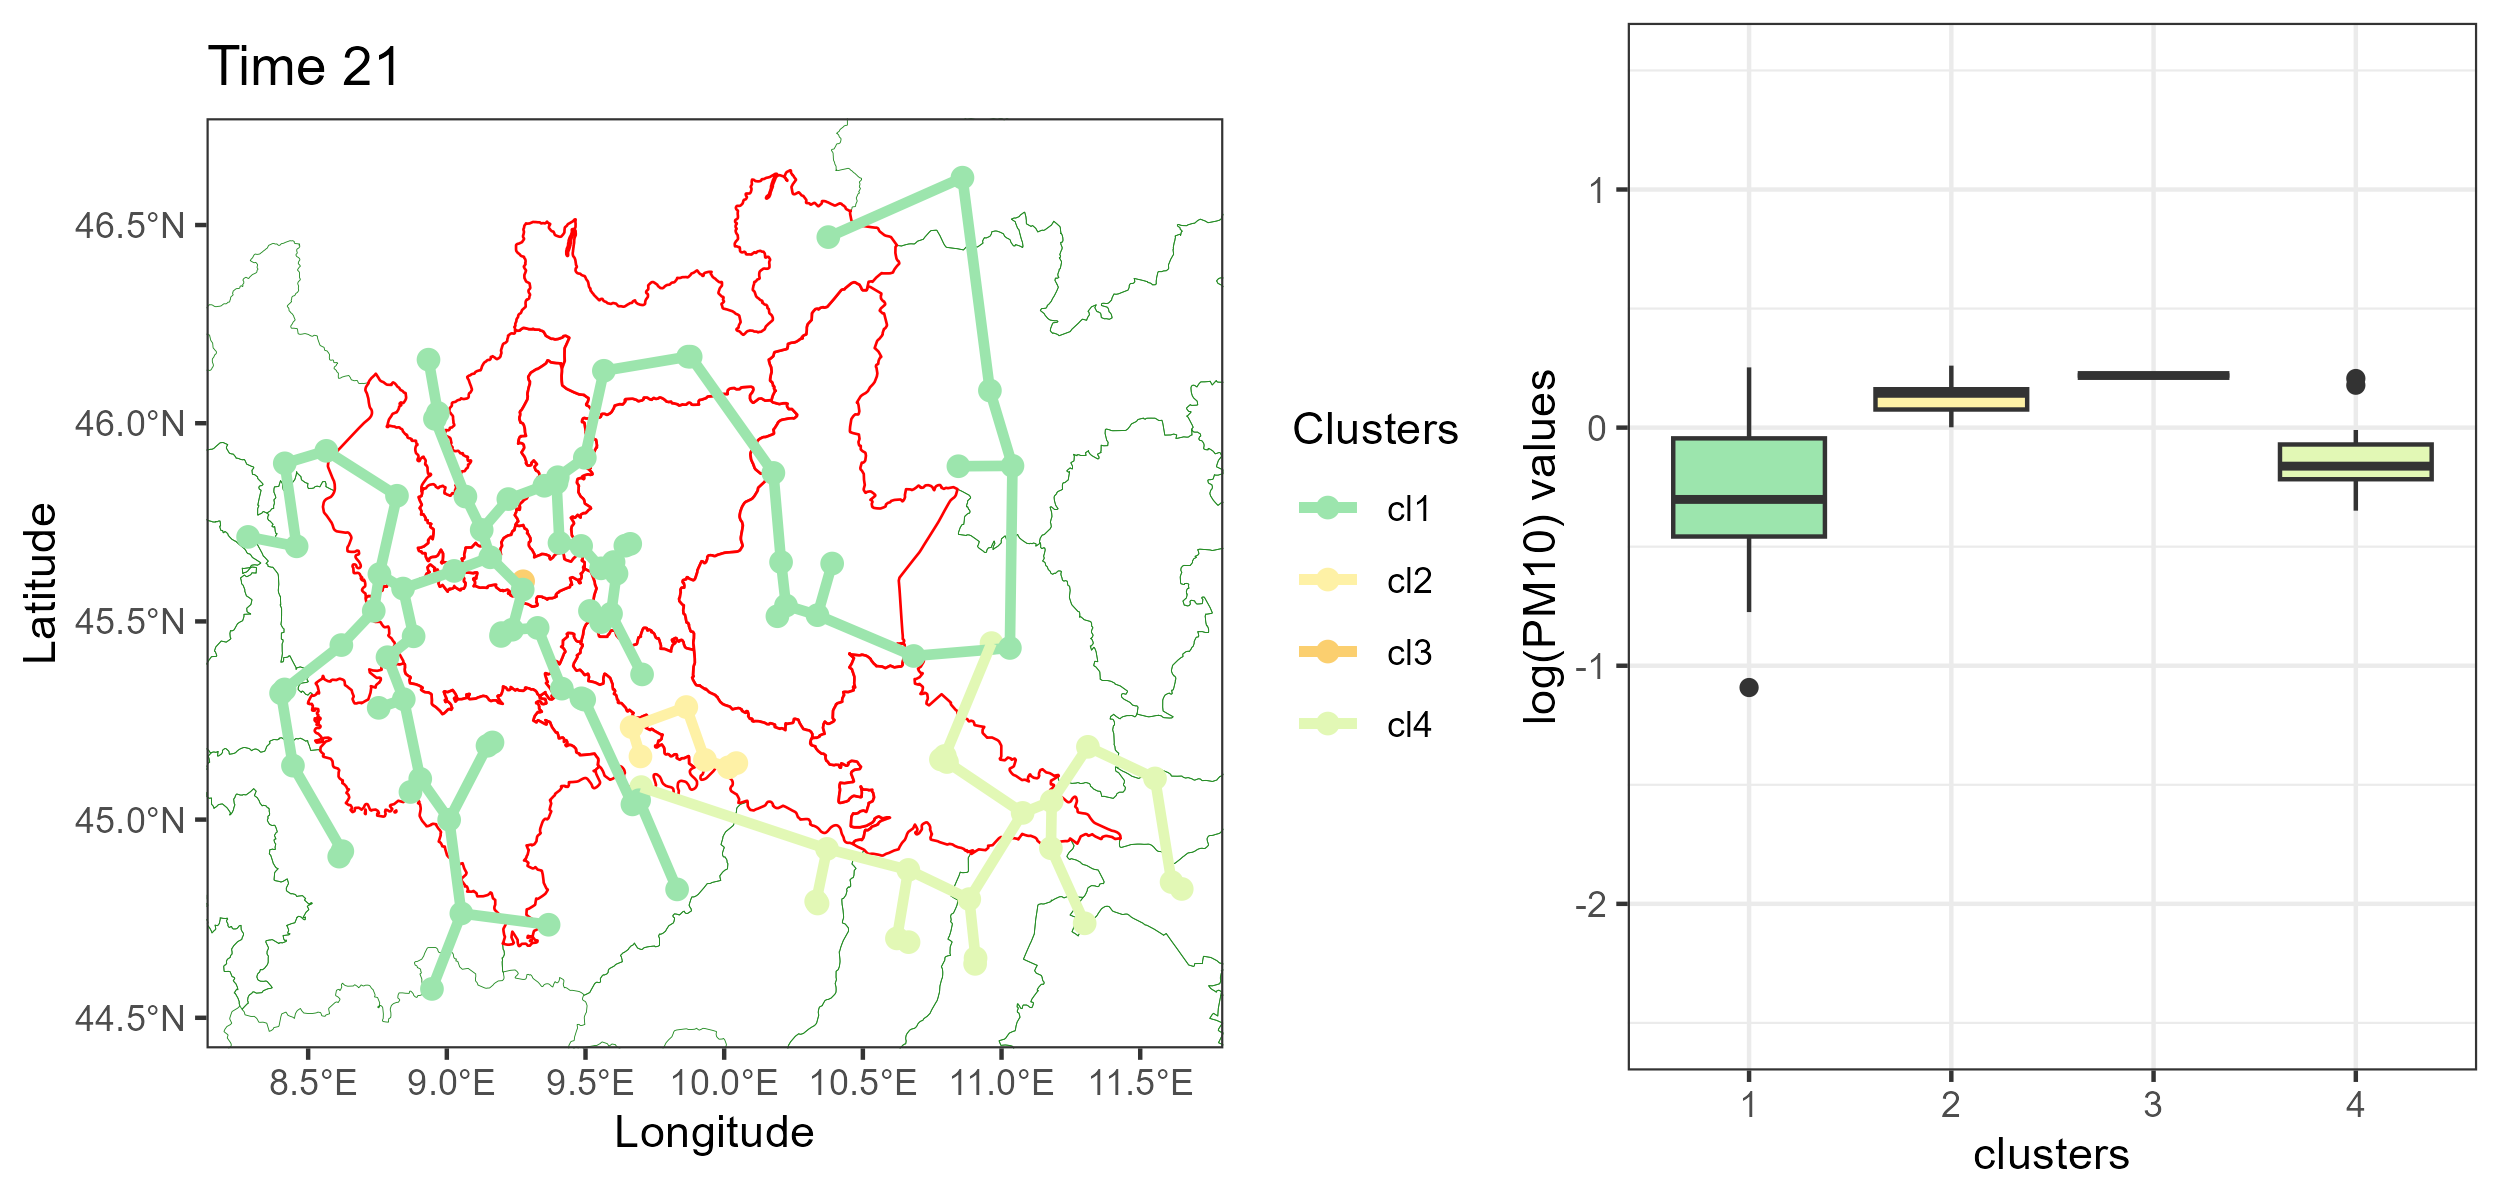 Time 21
46.5°N
46.0°N
45.5°N
45.0°N
44.5°N
Latitude
8.5°E
9.0°E
9.5°E
10.0°E
10.5°E
11.0°E
11.5°E
Longitude
Clusters
cl1
cl2
cl3
cl4
1
0
-1
-2
log(PM10) values
1
2
3
4
clusters